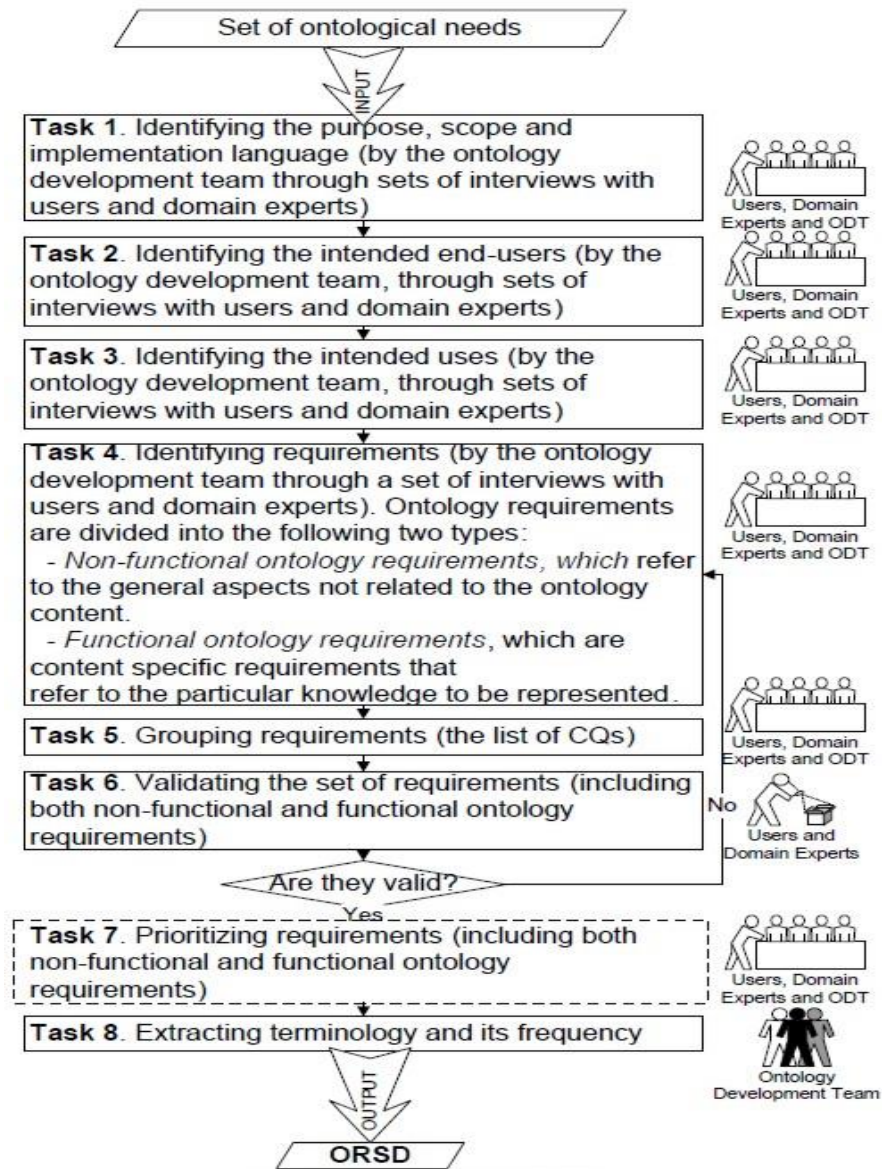 Set of ontological needs
INPUT
Task 1. Identifying the purpose, scope and
implementation language (by the ontology
development team through sets of interviews with
users and domain experts)
Users, Domain
Experts and ODT
Task 2. Identifying the intended end-users (by the
ontology development team, through sets of
interviews with users and domain experts)
Users, Domain
Experts and ODT
Task 3. Identifying the intended uses (by the
ontology development team, through sets of
interviews with users and domain experts)
Users, Domain
Experts and ODT
Task 4. Identifying requirements (by the ontology
development team through a set of interviews with
users and domain experts). Ontology requirements
are divided into the following two types:
- Non-functional ontology requirements, which refer
to the general aspects not related to the ontology
content.
- Functional ontology requirements, which are
content specific requirements that
refer to the particular knowledge to be represented.
Users, Domain
Experts and ODT
Task 5. Grouping requirements (the list of CQs)
Users, Domain
Experts and ODT
Task 6. Validating the set of requirements (including
both non-functional and functional ontology
requirements)
No
Users and
Domain Experts
Are they valid?
Yes
Task 7. Prioritizing requirements (including both
non-functional and functional ontology
requirements)
Users, Domain
Experts and ODT
Task 8. Extracting terminology and its frequency
Ontology
Development Team
OUTPUT
ORSD